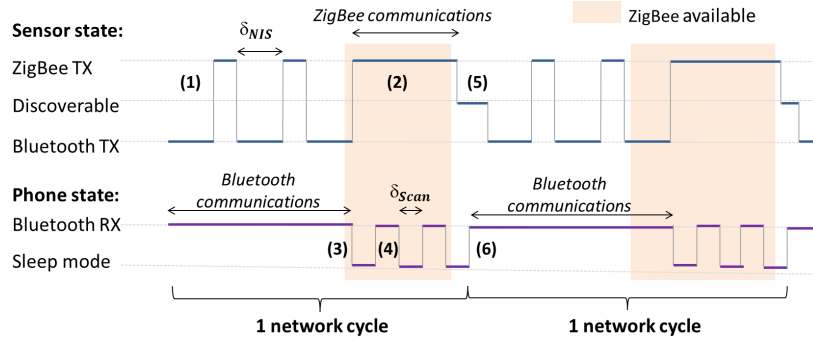 ZigBee communications
ZigBee available
Sensor state:
δNIS
ZigBee TX
(1)
(2)
(5)
Discoverable
Bluetooth TX
Phone state:
Bluetooth
communications
δScan
Bluetooth
communications
Bluetooth RX
(3)
(4)
(6)
Sleep mode
1 network cycle
1 network cycle